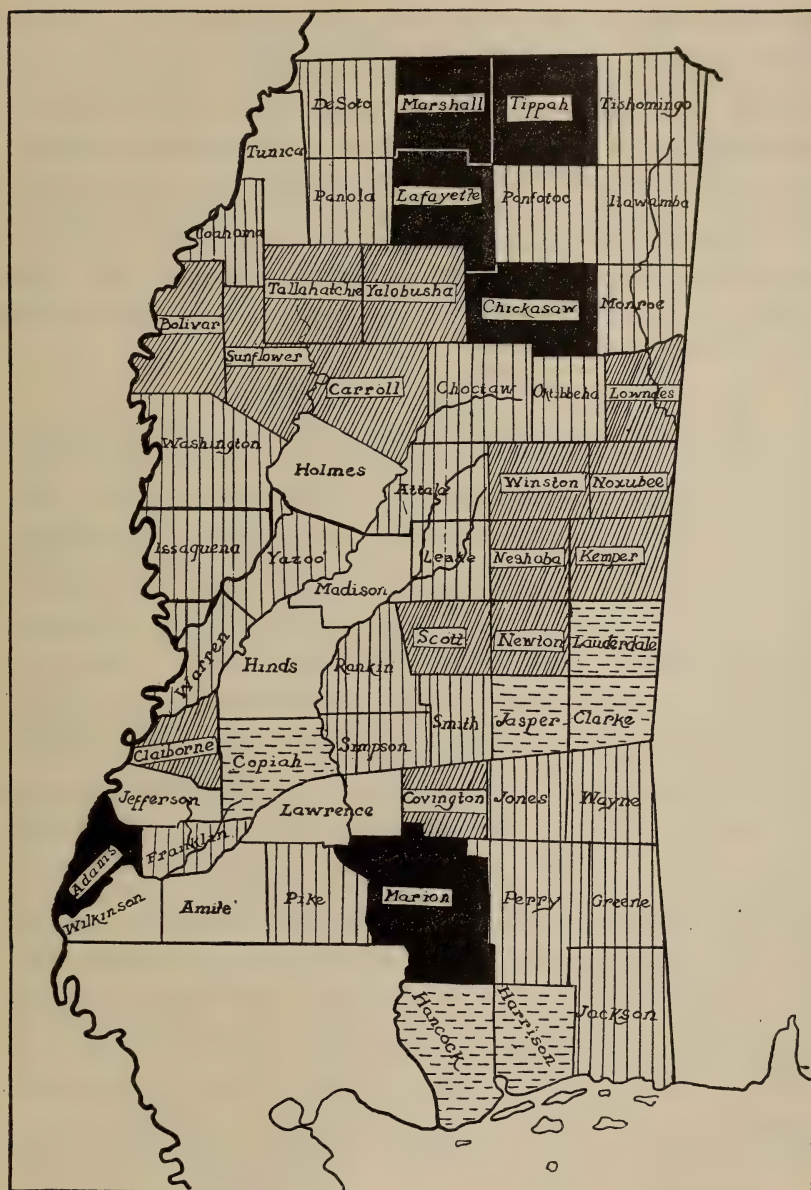 DeSoto
Marshall
Tippah
Tishomingo
Tunica
Panola
Lafayette
Pontotoc
Itawamba
Coahama
Tallahatchie
Yalobusha
Chickasaw
Monroe
Bolivar
Sunflower
Carroll
Choctaw
Oktibbeha
Lowndes
Washington
Holmes
Attala
Winston
Noxubee
Issaquena
Yazoo
Madison
Leake
Neshoba
Kemper
Warren
Hinds
Rankin
Scott
Newton
Lauderdale
Claiborne
Copiah
Simpson
Smith
Jasper
Clarke
Jefferson
Lawrence
Covington
Jones
Wayne
Adams
Franklin
Wilkinson
Amite
Pike
Marion
Perry
Greene
Hancock
Harrison
Jackson